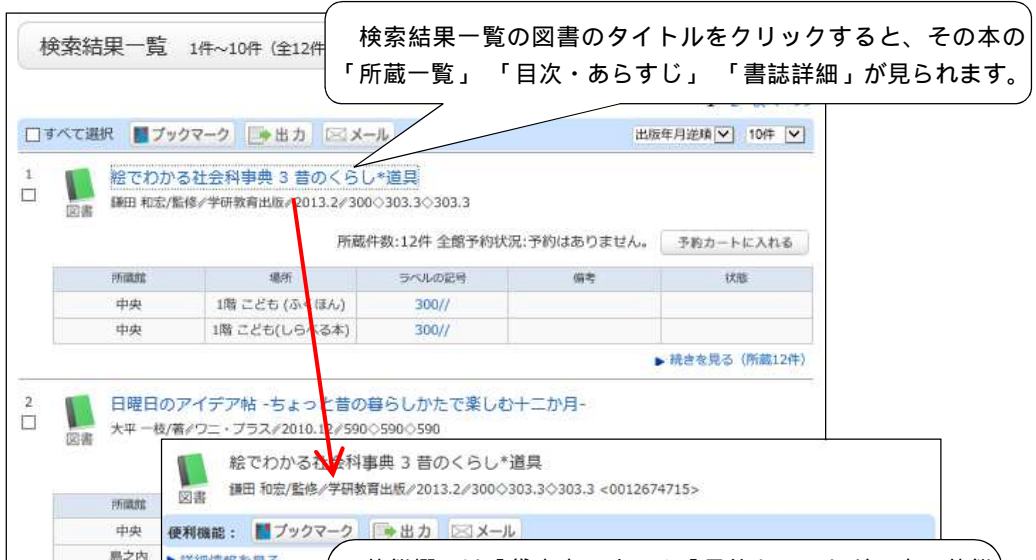 検索結果一覧 1件～10件 (全12件
検索結果一覧の図書のタイトルをクリックすると、その本の
「所蔵一覧」 「目次・あらすじ」 「書誌詳細」が見られます。
すべて選択 ブックマーク 出力 メール 出版年月逆順 10件
1
絵でわかる社会科事典 3 昔のくらし*道具
図書
鎌田 和宏/監修//学研教育出版//2013.2//300◇303.3◇303.3
所蔵件数:12件 全館予約状況:予約はありません。 予約カートに入れる
所蔵館 場所 ラベルの記号 備考 状態
中央 1階 こども (ふくほん) 300//
中央 1階 こども(しらべる本) 300//
続きを見る (所蔵12件)
2
日曜日のアイデア帖 -ちょっと昔の暮らしかたで楽しむ十二か月-
図書
大平 一枝/著//ワニ・プラス//2010.12//590◇590◇590
絵でわかる社会科事典 3 昔のくらし*道具
図書
鎌田 和宏/監修//学研教育出版//2013.2//300◇303.3◇303.3 <0012674715>
所蔵館
中央
島之内
便利機能： ブックマーク 出力 メール